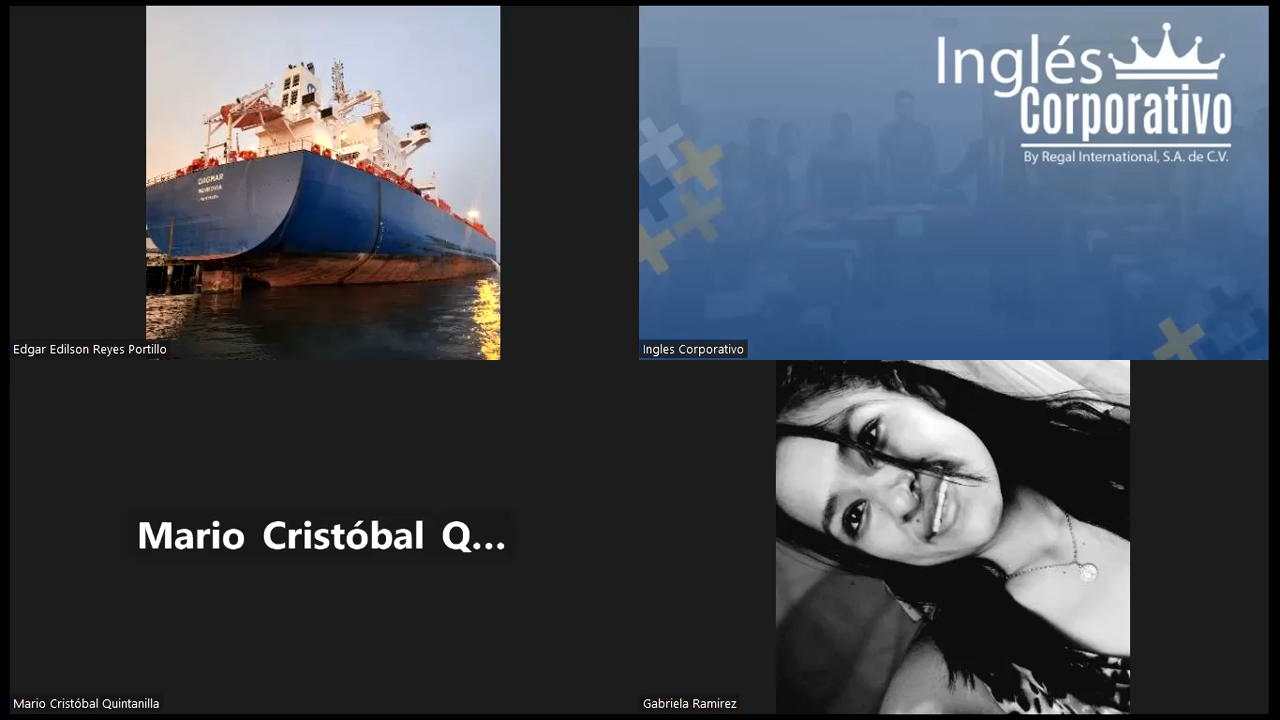 DAGMAR
Edgar Edilson Reyes Portillo
Inglés
Corporativo
By Regal International, S.A. de C.V.
Ingles Corporativo
Mario Cristóbal Q...
Mario Cristóbal Quintanilla
Gabriela Ramirez